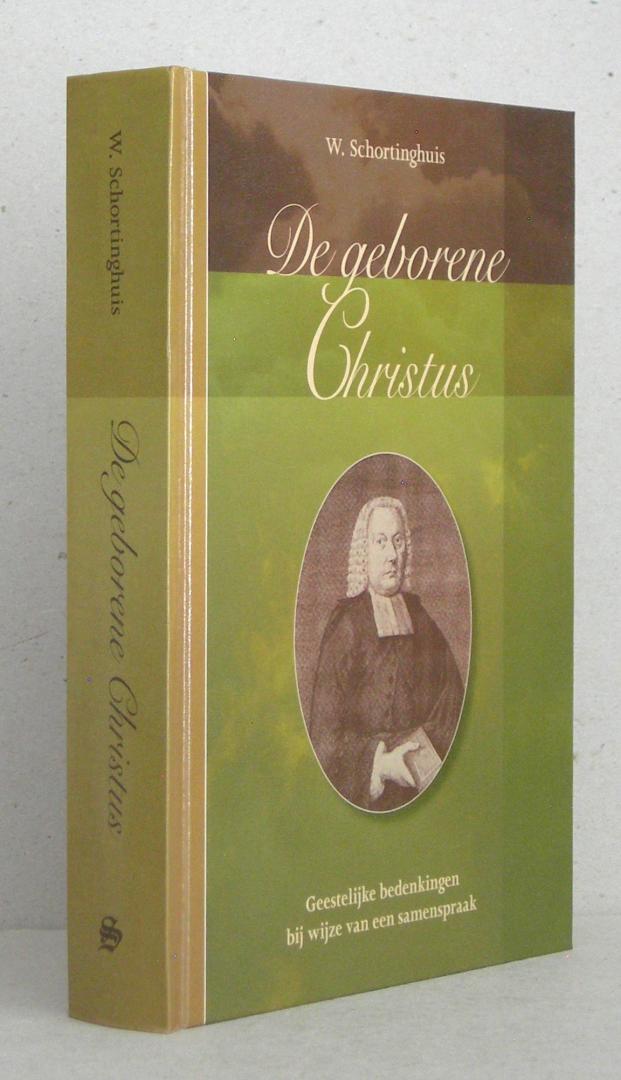 W. Schortinghuis
De geborene Christus
W. Schortinghuis
De geborene
Christus
Geestelijke bedenkingen
bij wijze van een samenspraak